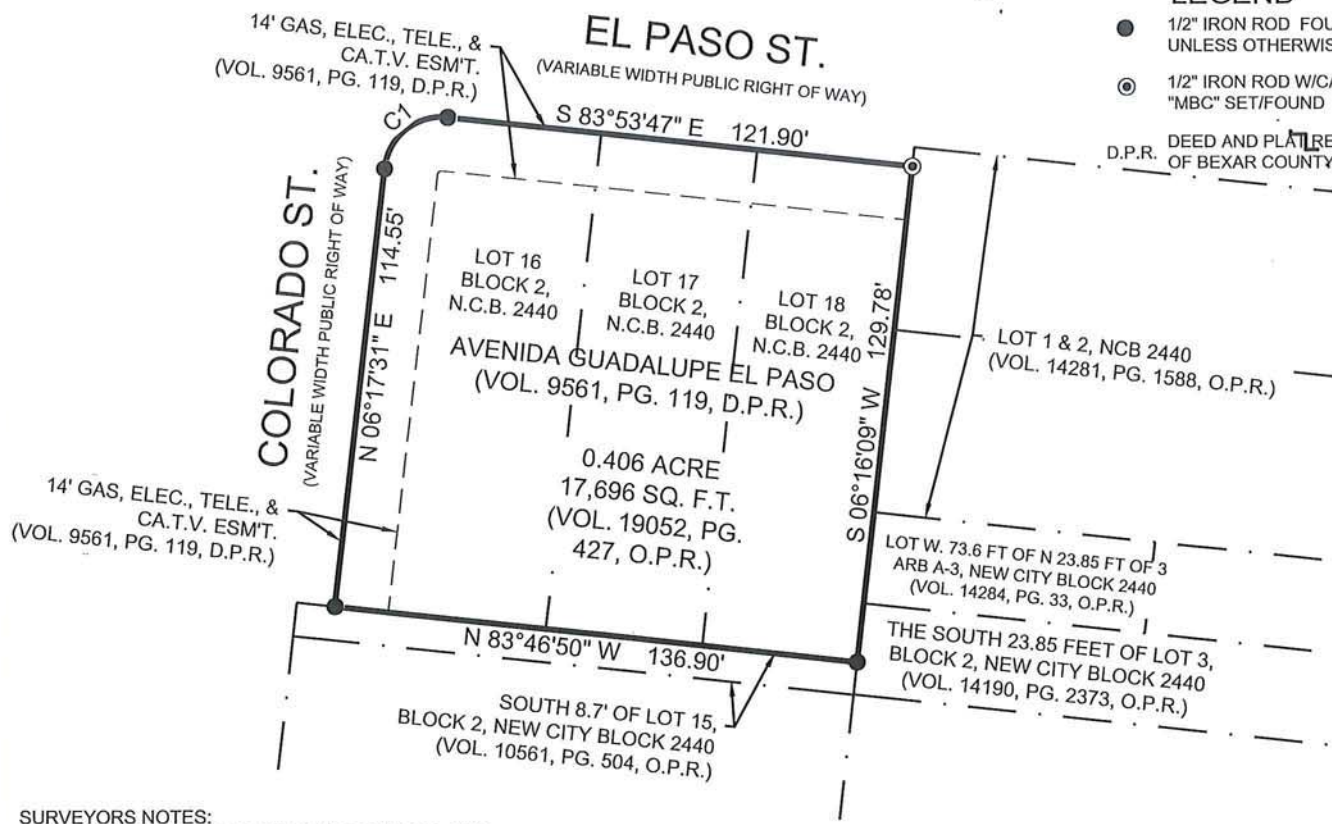 LEGEND
1/2" IRON ROD FOU
UNLESS OTHERWIS
1/2" IRON ROD W/CA
"MBC" SET/FOUND
D.P.R. DEED AND PLAT RE
OF BEXAR COUNTY
14' GAS, ELEC., TELE., &
CA.T.V. ESM'T.
(VOL. 9561, PG. 119, D.P.R.)
EL PASO ST.
(VARIABLE WIDTH PUBLIC RIGHT OF WAY)
C1
S 83°53'47" E 121.90'
COLORADO ST.
(VARIABLE WIDTH PUBLIC RIGHT OF WAY)
N 06°17'31" E 114.55'
LOT 16
BLOCK 2,
N.C.B. 2440
LOT 17
BLOCK 2,
N.C.B. 2440
LOT 18
BLOCK 2,
N.C.B. 2440
S 06°16'09" W 129.78'
LOT 1 & 2, NCB 2440
(VOL. 14281, PG. 1588, O.P.R.)
AVENIDA GUADALUPE EL PASO
(VOL. 9561, PG. 119, D.P.R.)
0.406 ACRE
17,696 SQ. F.T.
(VOL. 19052, PG.
427, O.P.R.)
14' GAS, ELEC., TELE., &
CA.T.V. ESM'T.
(VOL. 9561, PG. 119, D.P.R.)
LOT W. 73.6 FT OF N 23.85 FT OF 3
ARB A-3, NEW CITY BLOCK 2440
(VOL. 14284, PG. 33, O.P.R.)
N 83°46'50" W 136.90'
THE SOUTH 23.85 FEET OF LOT 3,
BLOCK 2, NEW CITY BLOCK 2440
(VOL. 14190, PG. 2373, O.P.R.)
SOUTH 8.7' OF LOT 15,
BLOCK 2, NEW CITY BLOCK 2440
(VOL. 10561, PG. 504, O.P.R.)
SURVEYORS NOTES: